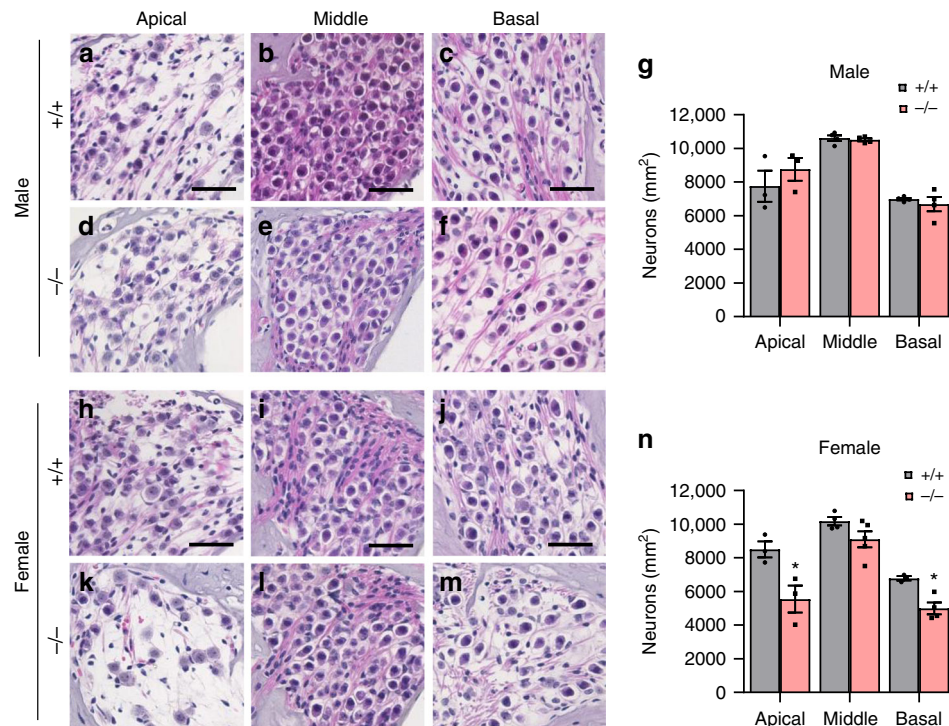 Apical Middle Basal
Male
+/+
a b c
−/−
d e f
g
Male
+/+
−/−
Neurons (mm²)
12,000
10,000
8000
6000
4000
2000
0
Apical Middle Basal
Female
+/+
h i j
−/−
k l m
n
Female
+/+
−/−
Neurons (mm²)
12,000
10,000
8000
6000
4000
2000
0
* *
Apical Middle Basal